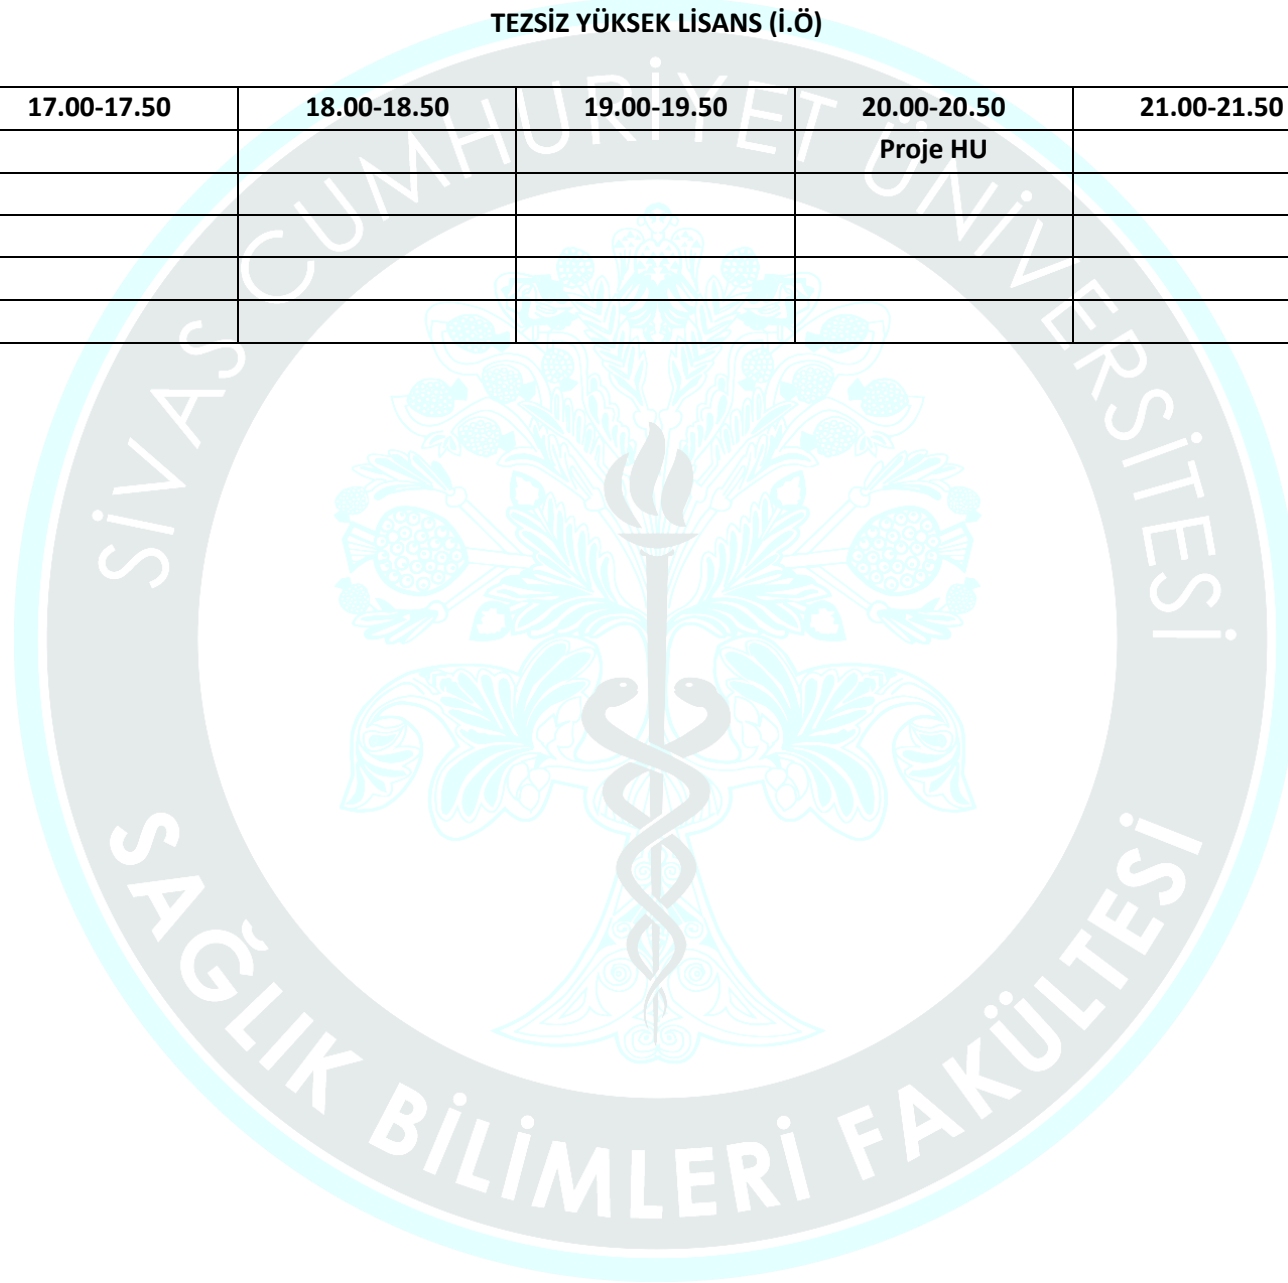 TEZSİZ YÜKSEK LİSANS (İ.Ö)
17.00-17.50 18.00-18.50 19.00-19.50 20.00-20.50 21.00-21.50
Proje HU
SİVAS CUMHURİYET ÜNİVERSİTESİ
SAĞLIK BİLİMLERİ FAKÜLTESİ